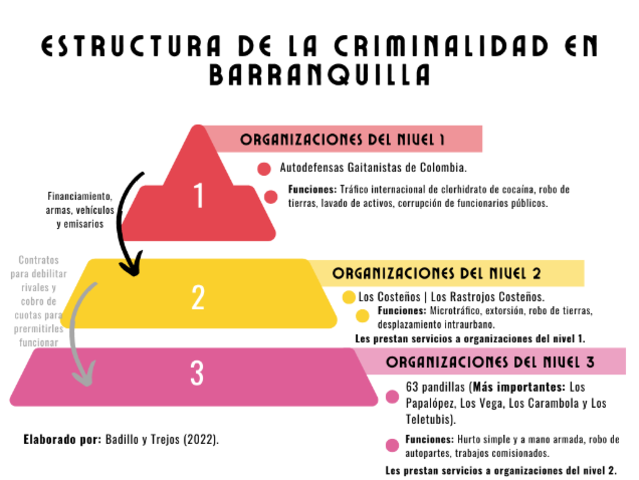 ESTRUCTURA DE LA CRIMINALIDAD EN
BARRANQUILLA
ORGANIZACIONES DEL NIVEL 1
Autodefensas Gaitanistas de Colombia.
1
Funciones: Tráfico internacional de clorhidrato de cocaína, robo de
tierras, lavado de activos, corrupción de funcionarios públicos.
Financiamiento,
armas, vehículos
y emisarios
Contratos
para debilitar
rivales y
cobro de
cuotas para
prermitirles
funcionar
ORGANIZACIONES DEL NIVEL 2
2
Los Costeños | Los Rastrojos Costeños.
Funciones: Microtráfico, extorsión, robo de tierras,
desplazamiento intraurbano.
Les prestan servicios a organizaciones del nivel 1.
ORGANIZACIONES DEL NIVEL 3
3
63 pandillas (Más importantes: Los
Papalópez, Los Vega, Los Carambola y Los
Teletubis).
Funciones: Hurto simple y a mano armada, robo de
autopartes, trabajos comisionados.
Les prestan servicios a organizaciones del nivel 2.
Elaborado por: Badillo y Trejos (2022).